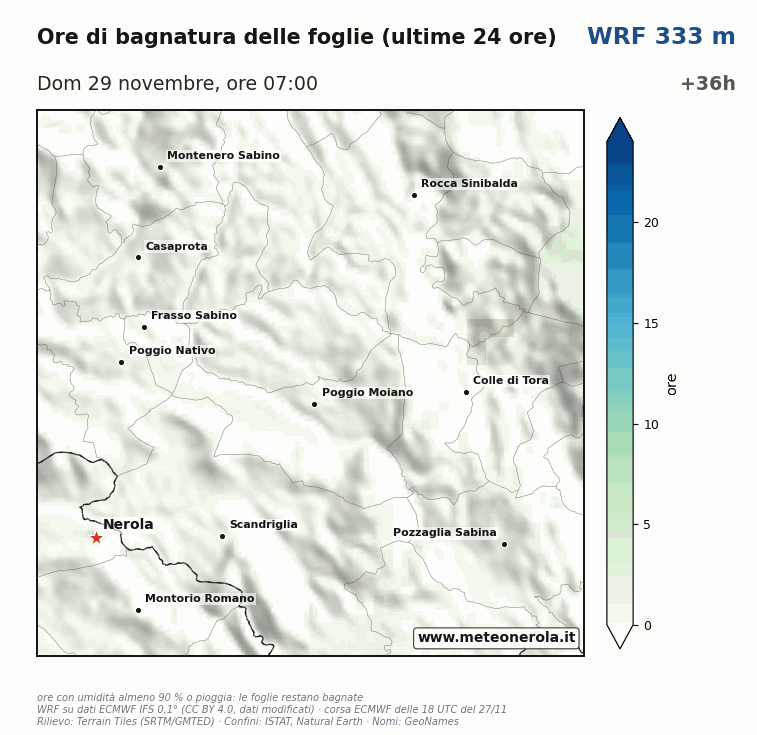 Ore di bagnatura delle foglie (ultime 24 ore)
WRF 333 m
Dom 29 novembre, ore 07:00
+36h
Montenero Sabino
Rocca Sinibalda
Casaprota
Frasso Sabino
Poggio Nativo
Colle di Tora
Poggio Moiano
Nerola
Scandriglia
Pozzaglia Sabina
Montorio Romano
www.meteonerola.it
20
15
10
5
0
ore
ore con umidità almeno 90 % o pioggia: le foglie restano bagnate
WRF su dati ECMWF IFS 0,1° (CC BY 4.0, dati modificati) · corsa ECMWF delle 18 UTC del 27/11
Rilievo: Terrain Tiles (SRTM/GMTED) · Confini: ISTAT, Natural Earth · Nomi: GeoNames